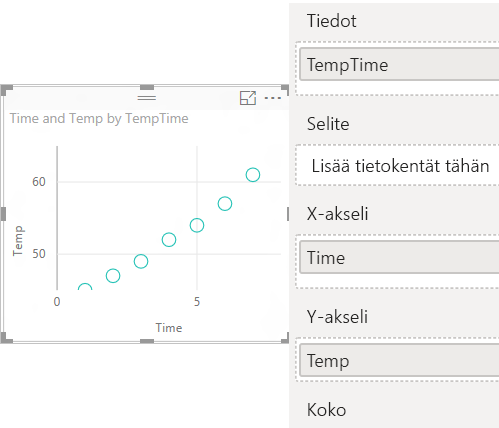 Time and Temp by TempTime
60
50
Temp
0
5
Time
Tiedot
TempTime
Selite
Lisää tietokentät tähän
X-akseli
Time
Y-akseli
Temp
Koko